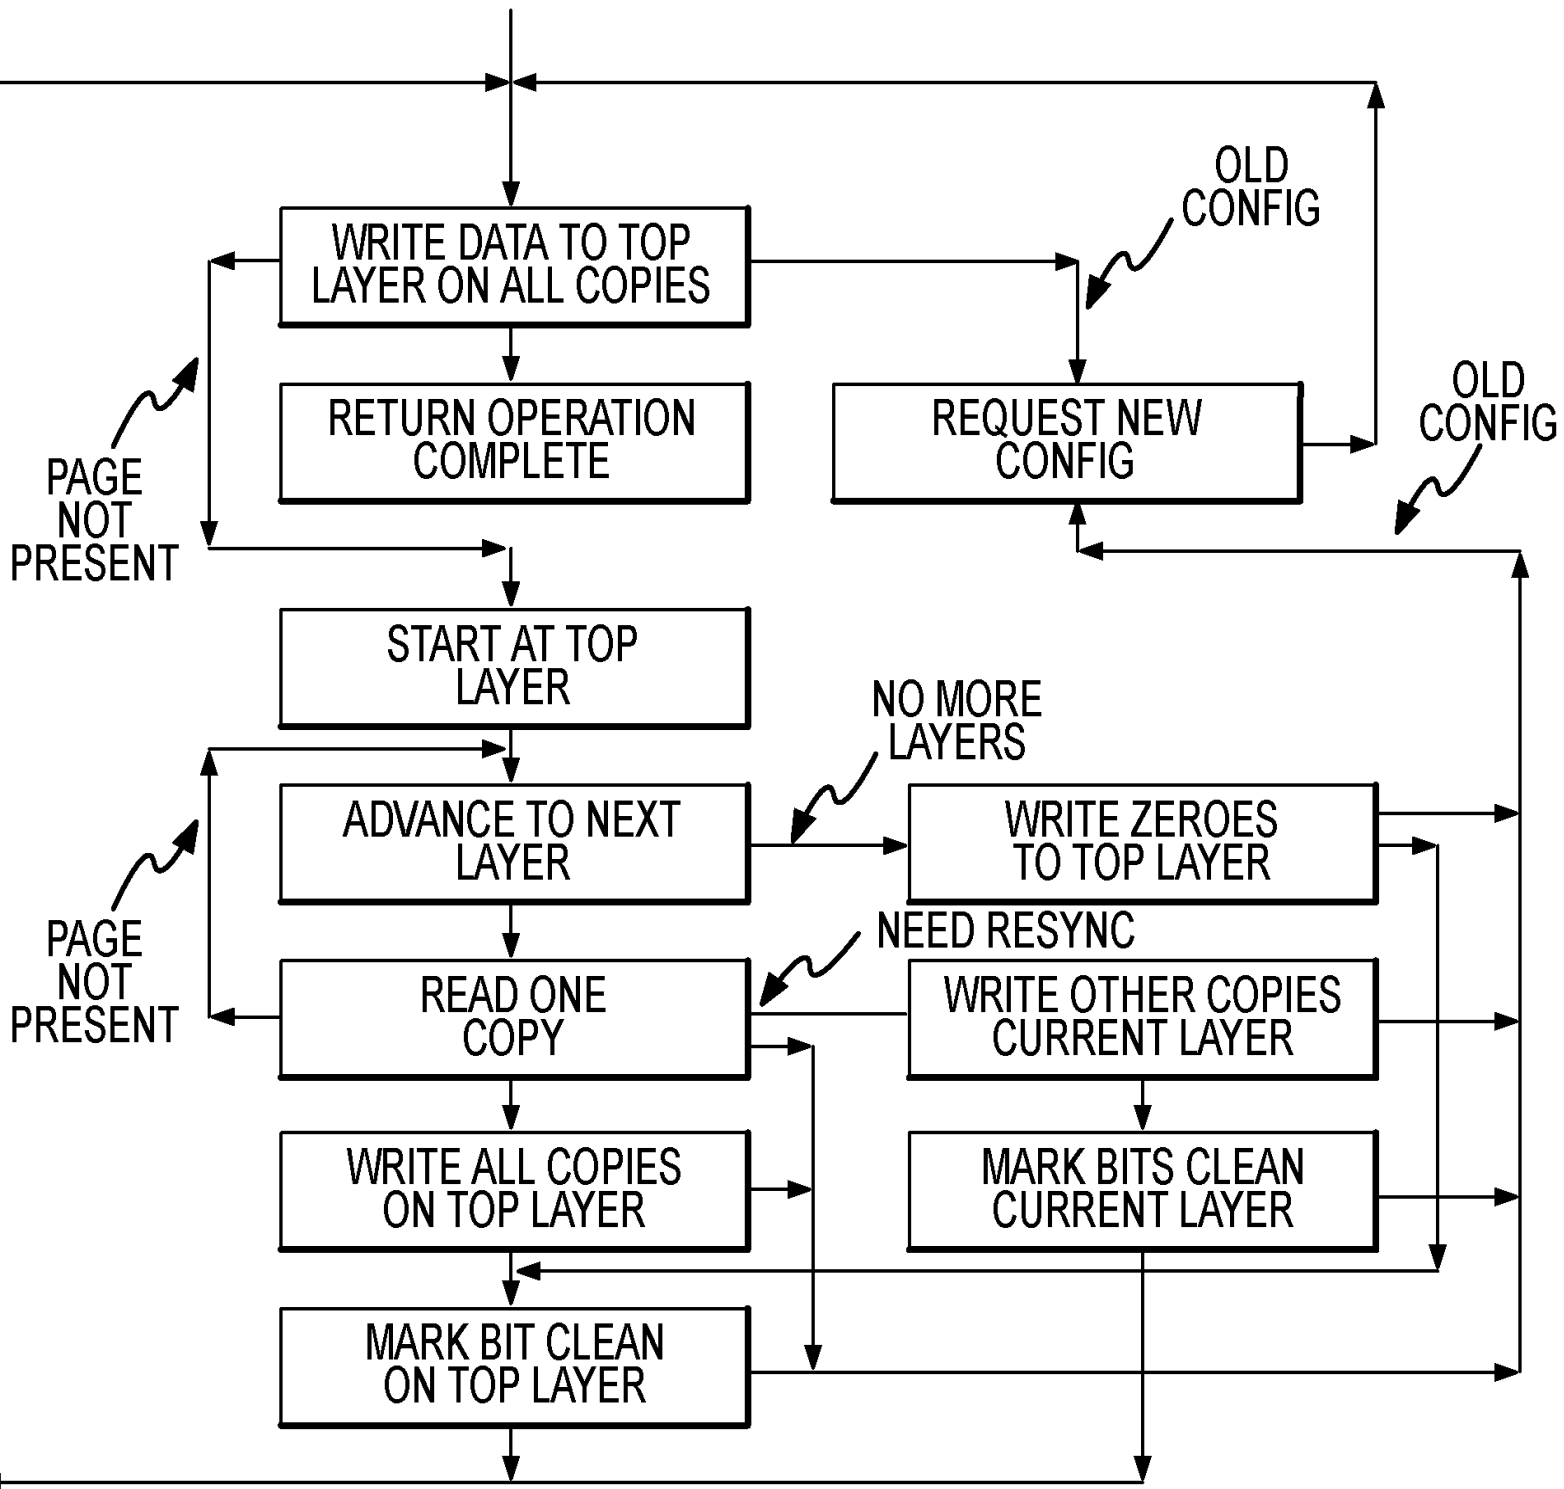 OLD
CONFIG
WRITE DATA TO TOP
LAYER ON ALL COPIES
PAGE
NOT
PRESENT
RETURN OPERATION
COMPLETE
REQUEST NEW
CONFIG
OLD
CONFIG
START AT TOP
LAYER
NO MORE
LAYERS
ADVANCE TO NEXT
LAYER
WRITE ZEROES
TO TOP LAYER
PAGE
NOT
PRESENT
NEED RESYNC
READ ONE
COPY
WRITE OTHER COPIES
CURRENT LAYER
WRITE ALL COPIES
ON TOP LAYER
MARK BITS CLEAN
CURRENT LAYER
MARK BIT CLEAN
ON TOP LAYER